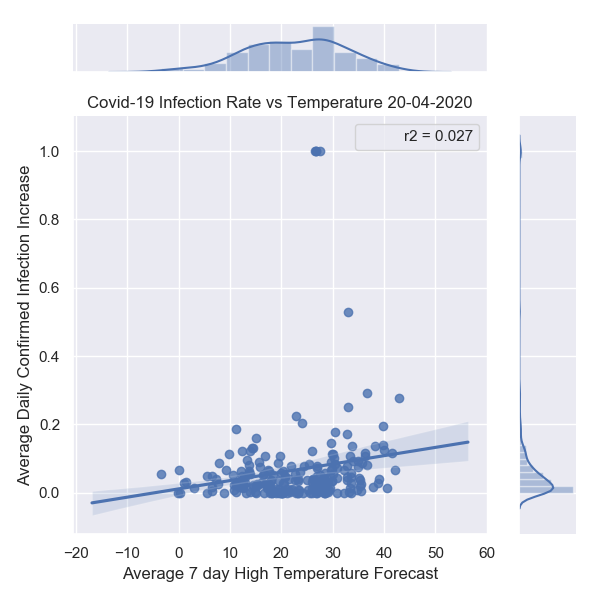 Covid-19 Infection Rate vs Temperature 20-04-2020
r2 = 0.027
Average Daily Confirmed Infection Increase
1.0
0.8
0.6
0.4
0.2
0.0
−20 −10 0 10 20 30 40 50 60
Average 7 day High Temperature Forecast